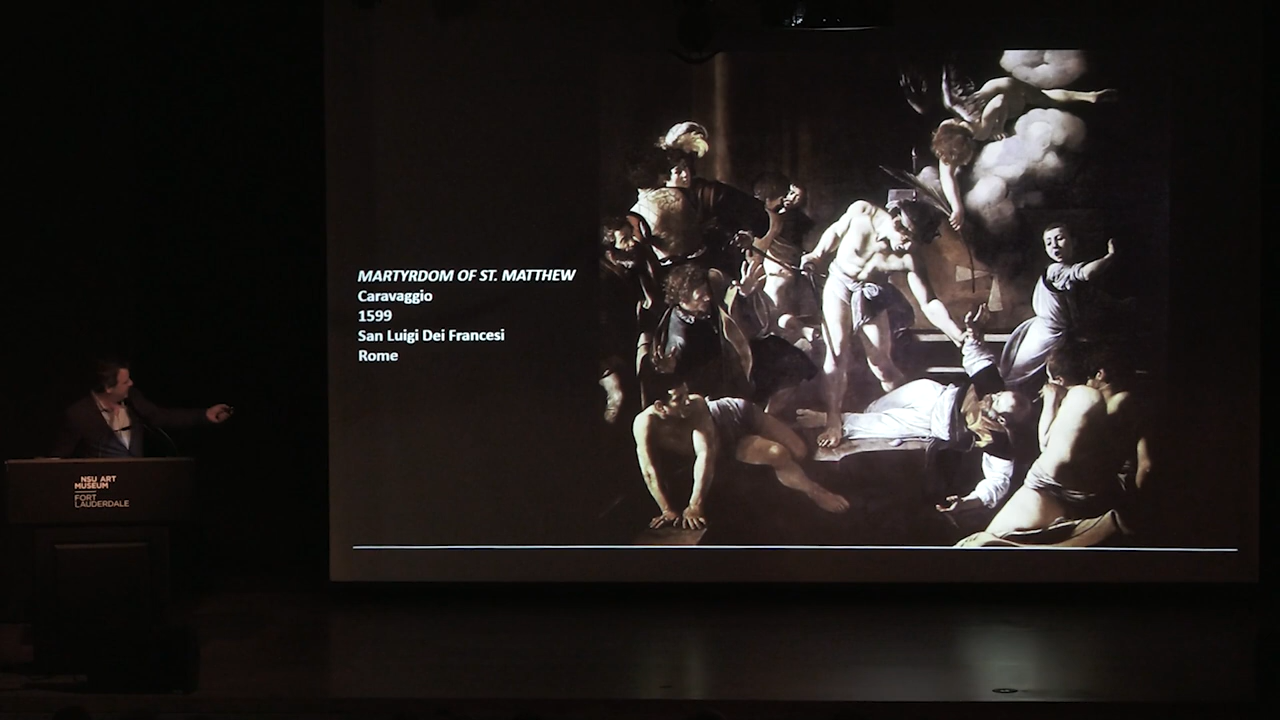 MARTYRDOM OF ST. MATTHEW
Caravaggio
1599
San Luigi Dei Francesi
Rome
NSU ART
MUSEUM
FORT
LAUDERDALE